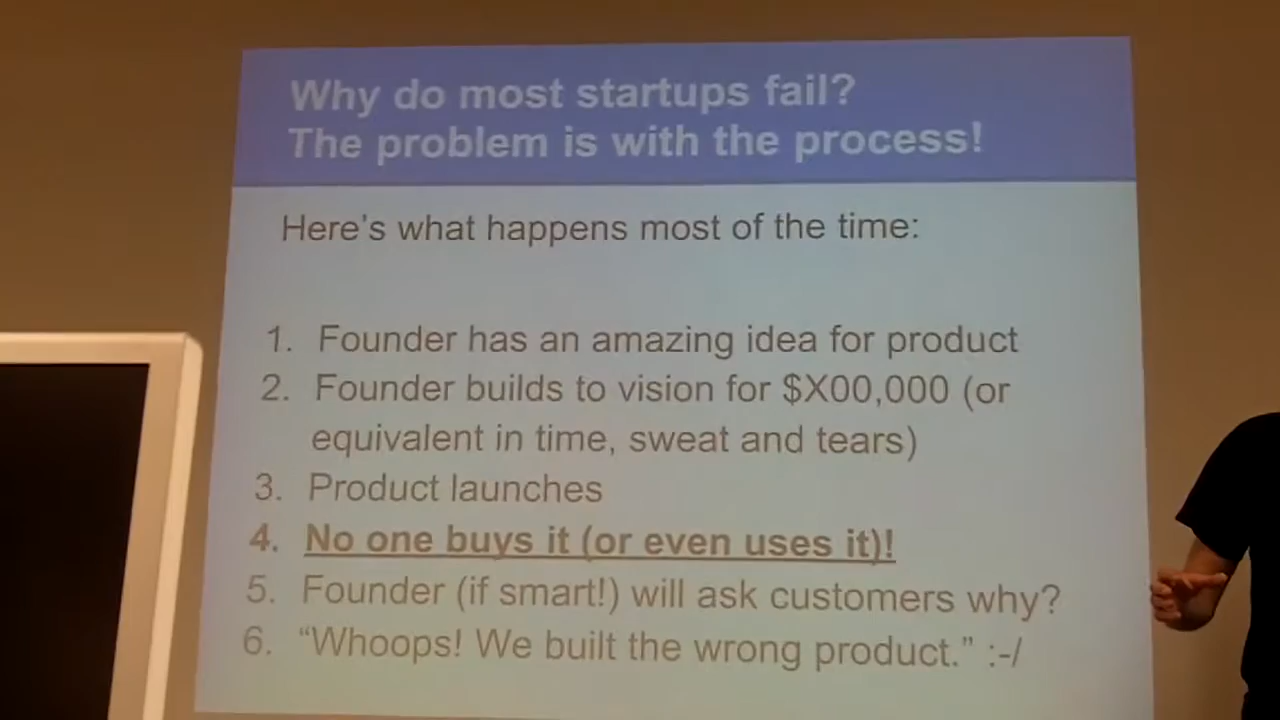 Why do most startups fail?
The problem is with the process!
Here's what happens most of the time:
1. Founder has an amazing idea for product
2. Founder builds to vision for $X00,000 (or
equivalent in time, sweat and tears)
3. Product launches
4. No one buys it (or even uses it)!
5. Founder (if smart!) will ask customers why?
6. “Whoops! We built the wrong product.” :-/